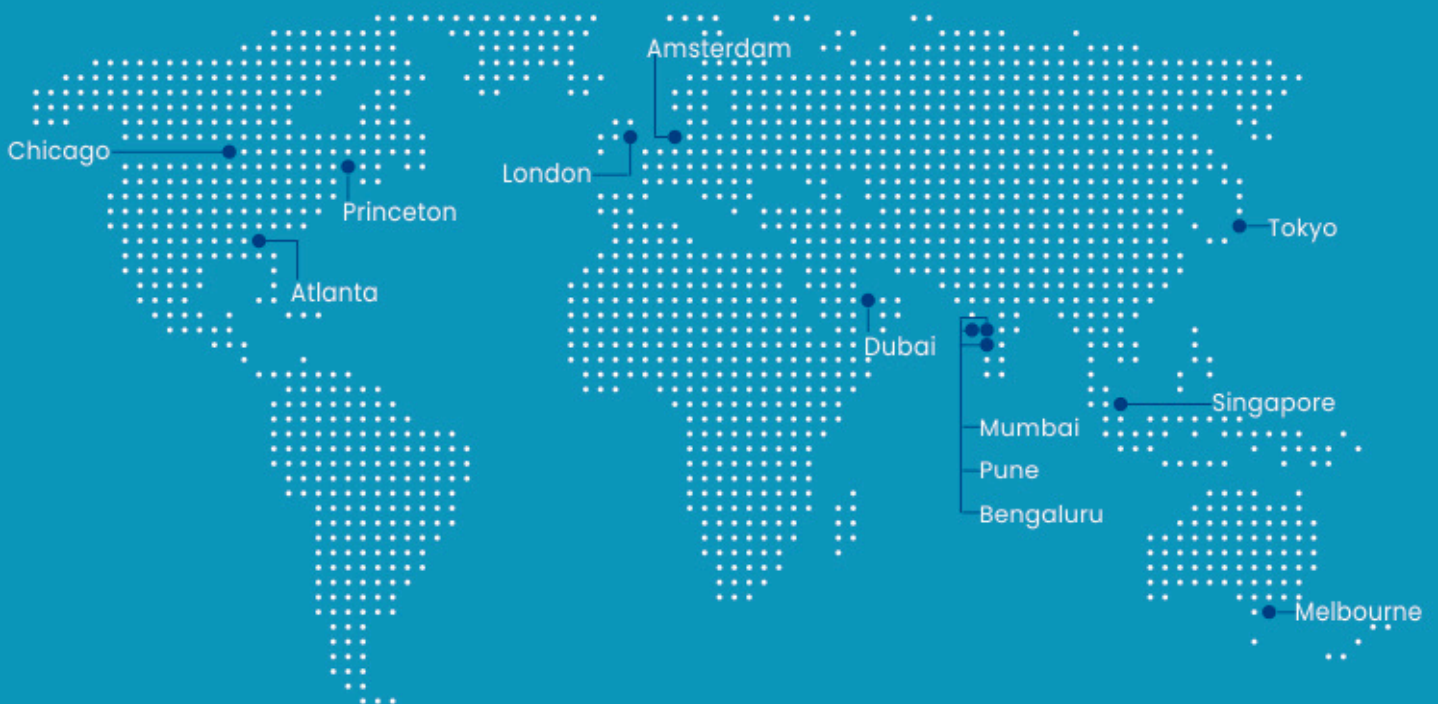 Amsterdam
Chicago
London
Princeton
Tokyo
Atlanta
Dubai
Singapore
Mumbai
Pune
Bengaluru
Melbourne